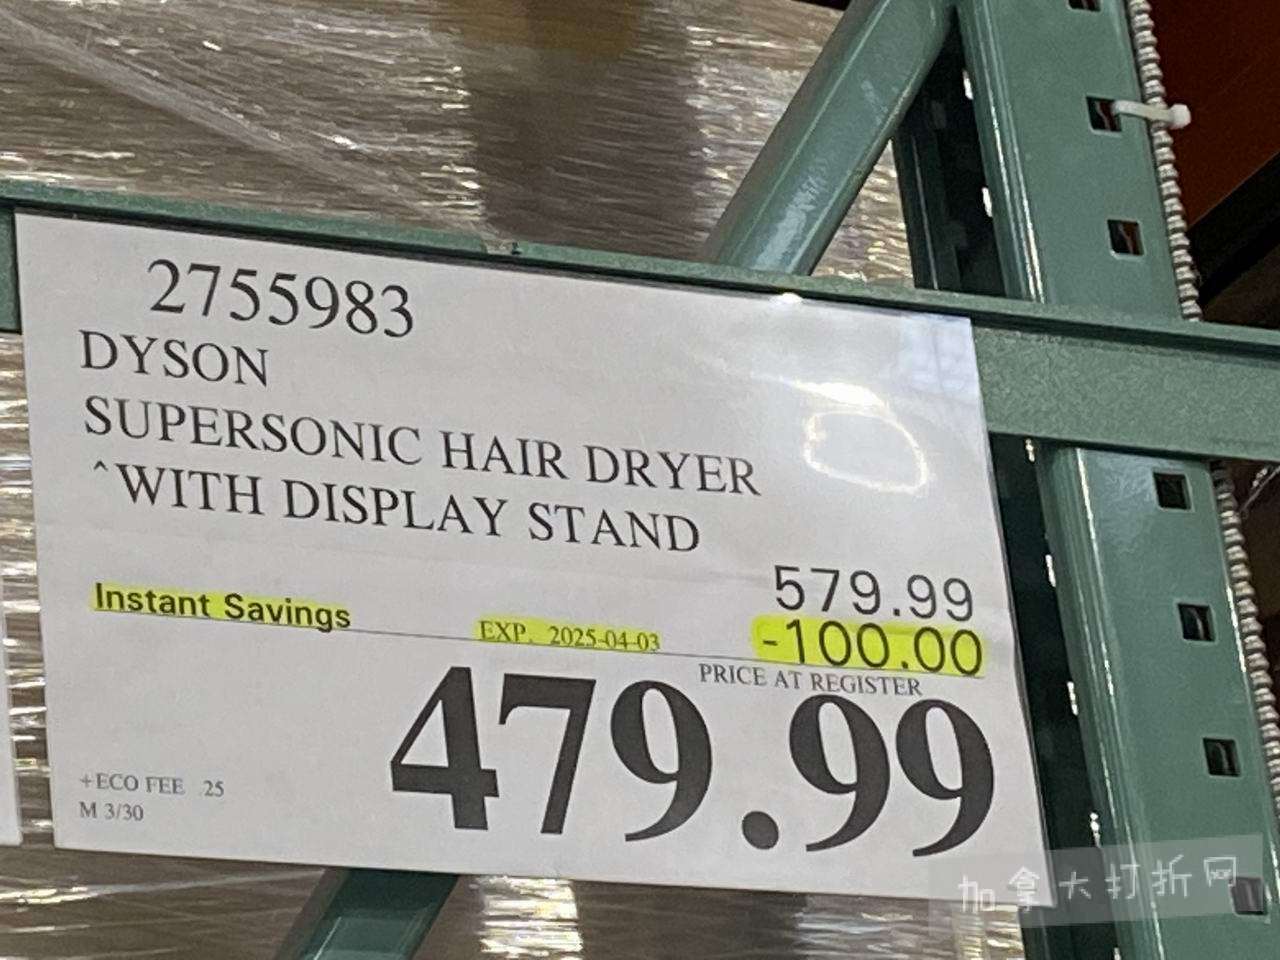 2755983
DYSON
SUPERSONIC HAIR DRYER
^WITH DISPLAY STAND
579.99
Instant Savings EXP. 2025-04-03 -100.00
PRICE AT REGISTER
479.99
+ECO FEE .25
M 3/30
加拿大打折网